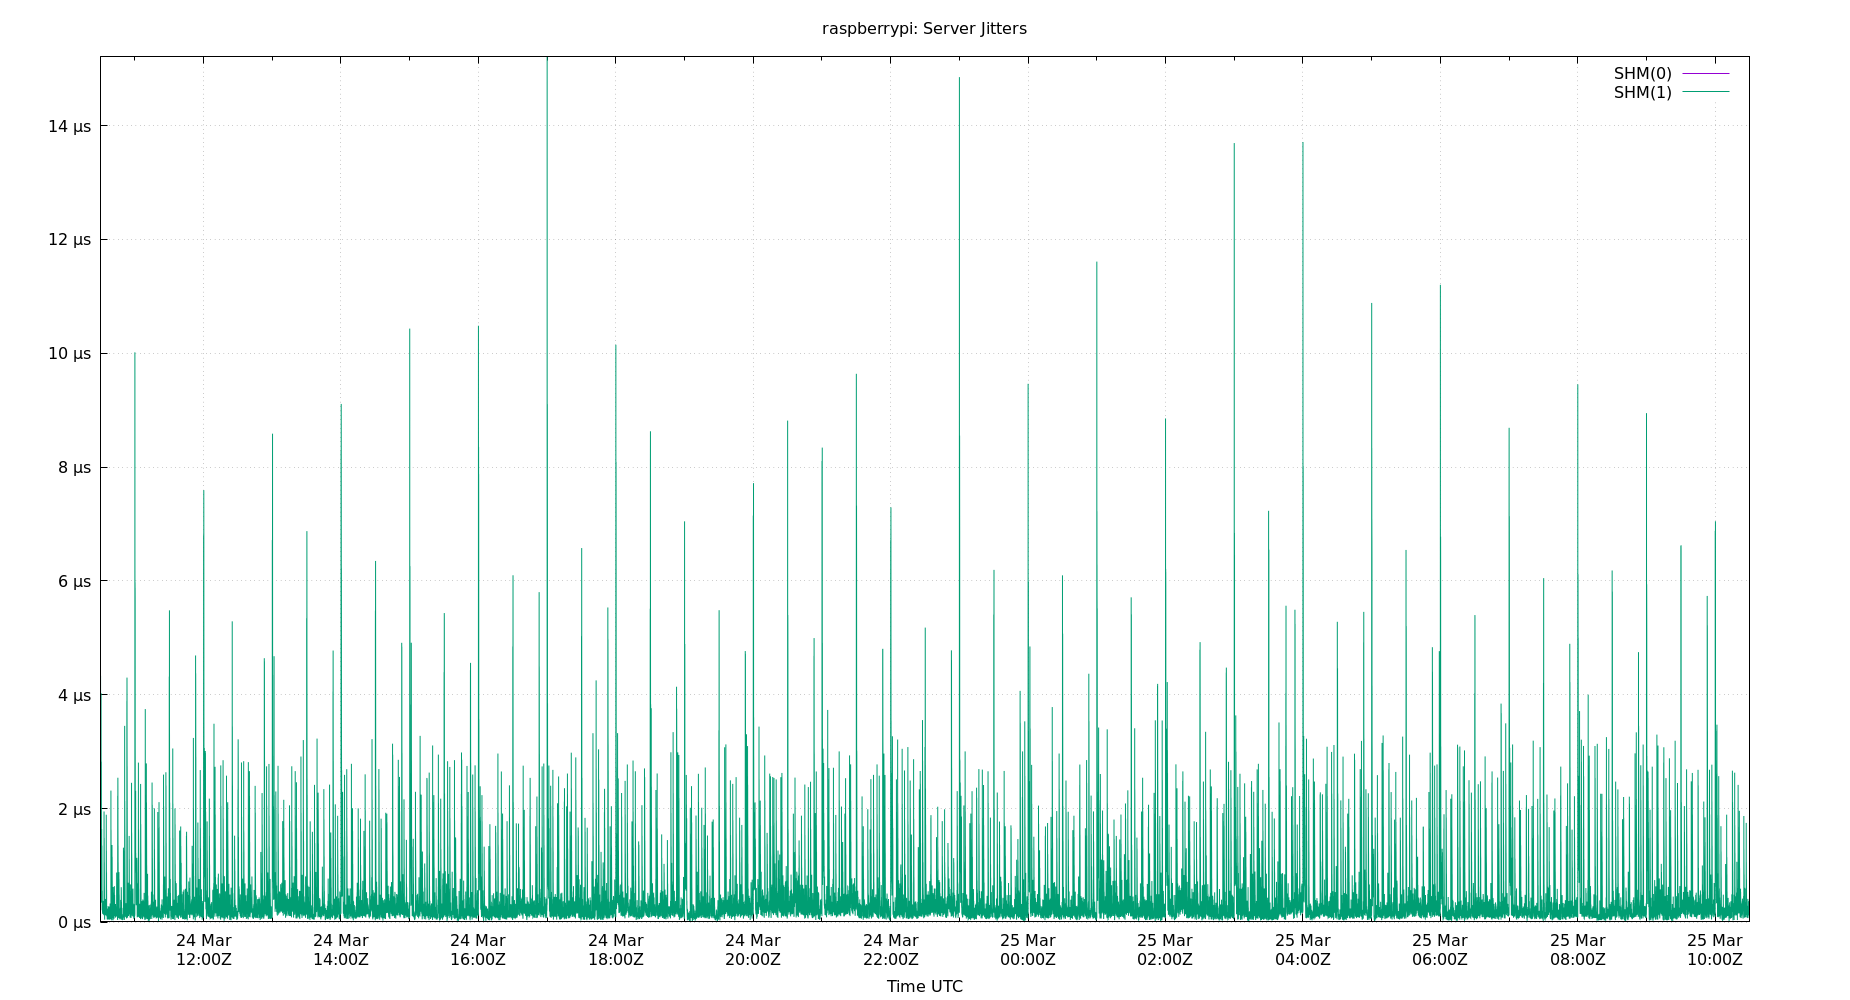 raspberrypi: Server Jitters
SHM(0)
SHM(1)
14 µs
12 µs
10 µs
8 µs
6 µs
4 µs
2 µs
0 µs
24 Mar 24 Mar 24 Mar 24 Mar 24 Mar 24 Mar 25 Mar 25 Mar 25 Mar 25 Mar 25 Mar 25 Mar
12:00Z 14:00Z 16:00Z 18:00Z 20:00Z 22:00Z 00:00Z 02:00Z 04:00Z 06:00Z 08:00Z 10:00Z
Time UTC